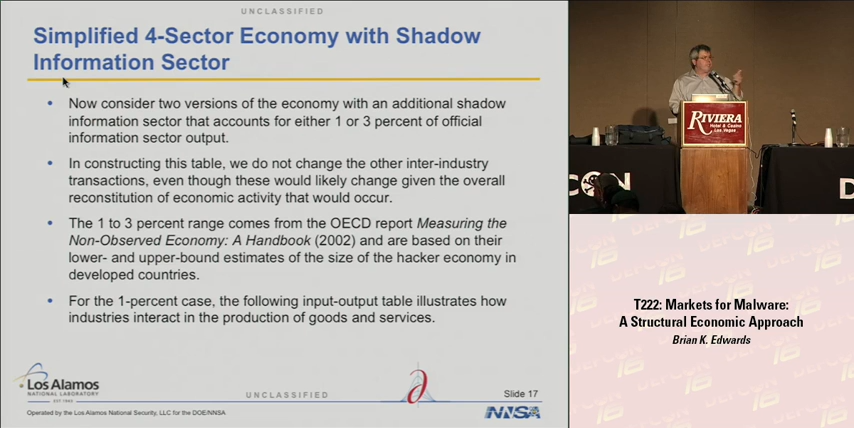 UNCLASSIFIED
Simplified 4-Sector Economy with Shadow
Information Sector
• Now consider two versions of the economy with an additional shadow
information sector that accounts for either 1 or 3 percent of official
information sector output.
• In constructing this table, we do not change the other inter-industry
transactions, even though these would likely change given the overall
reconstitution of economic activity that would occur.
• The 1 to 3 percent range comes from the OECD report Measuring the
Non-Observed Economy: A Handbook (2002) and are based on their
lower- and upper-bound estimates of the size of the hacker economy in
developed countries.
• For the 1-percent case, the following input-output table illustrates how
industries interact in the production of goods and services.
Los Alamos
NATIONAL LABORATORY
EST. 1943
UNCLASSIFIED
Slide 17
Operated by the Los Alamos National Security, LLC for the DOE/NNSA
NNSA
RIVIERA
Hotel & Casino
Las Vegas
CON
D
T222: Markets for Malware:
A Structural Economic Approach
Brian K. Edwards